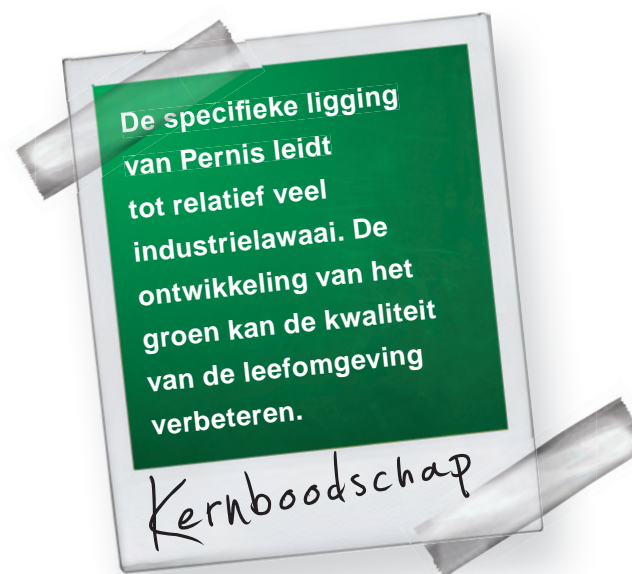 De specifieke ligging
van Pernis leidt
tot relatief veel
industrielawaai. De
ontwikkeling van het
groen kan de kwaliteit
van de leefomgeving
verbeteren.
Kernboodschap